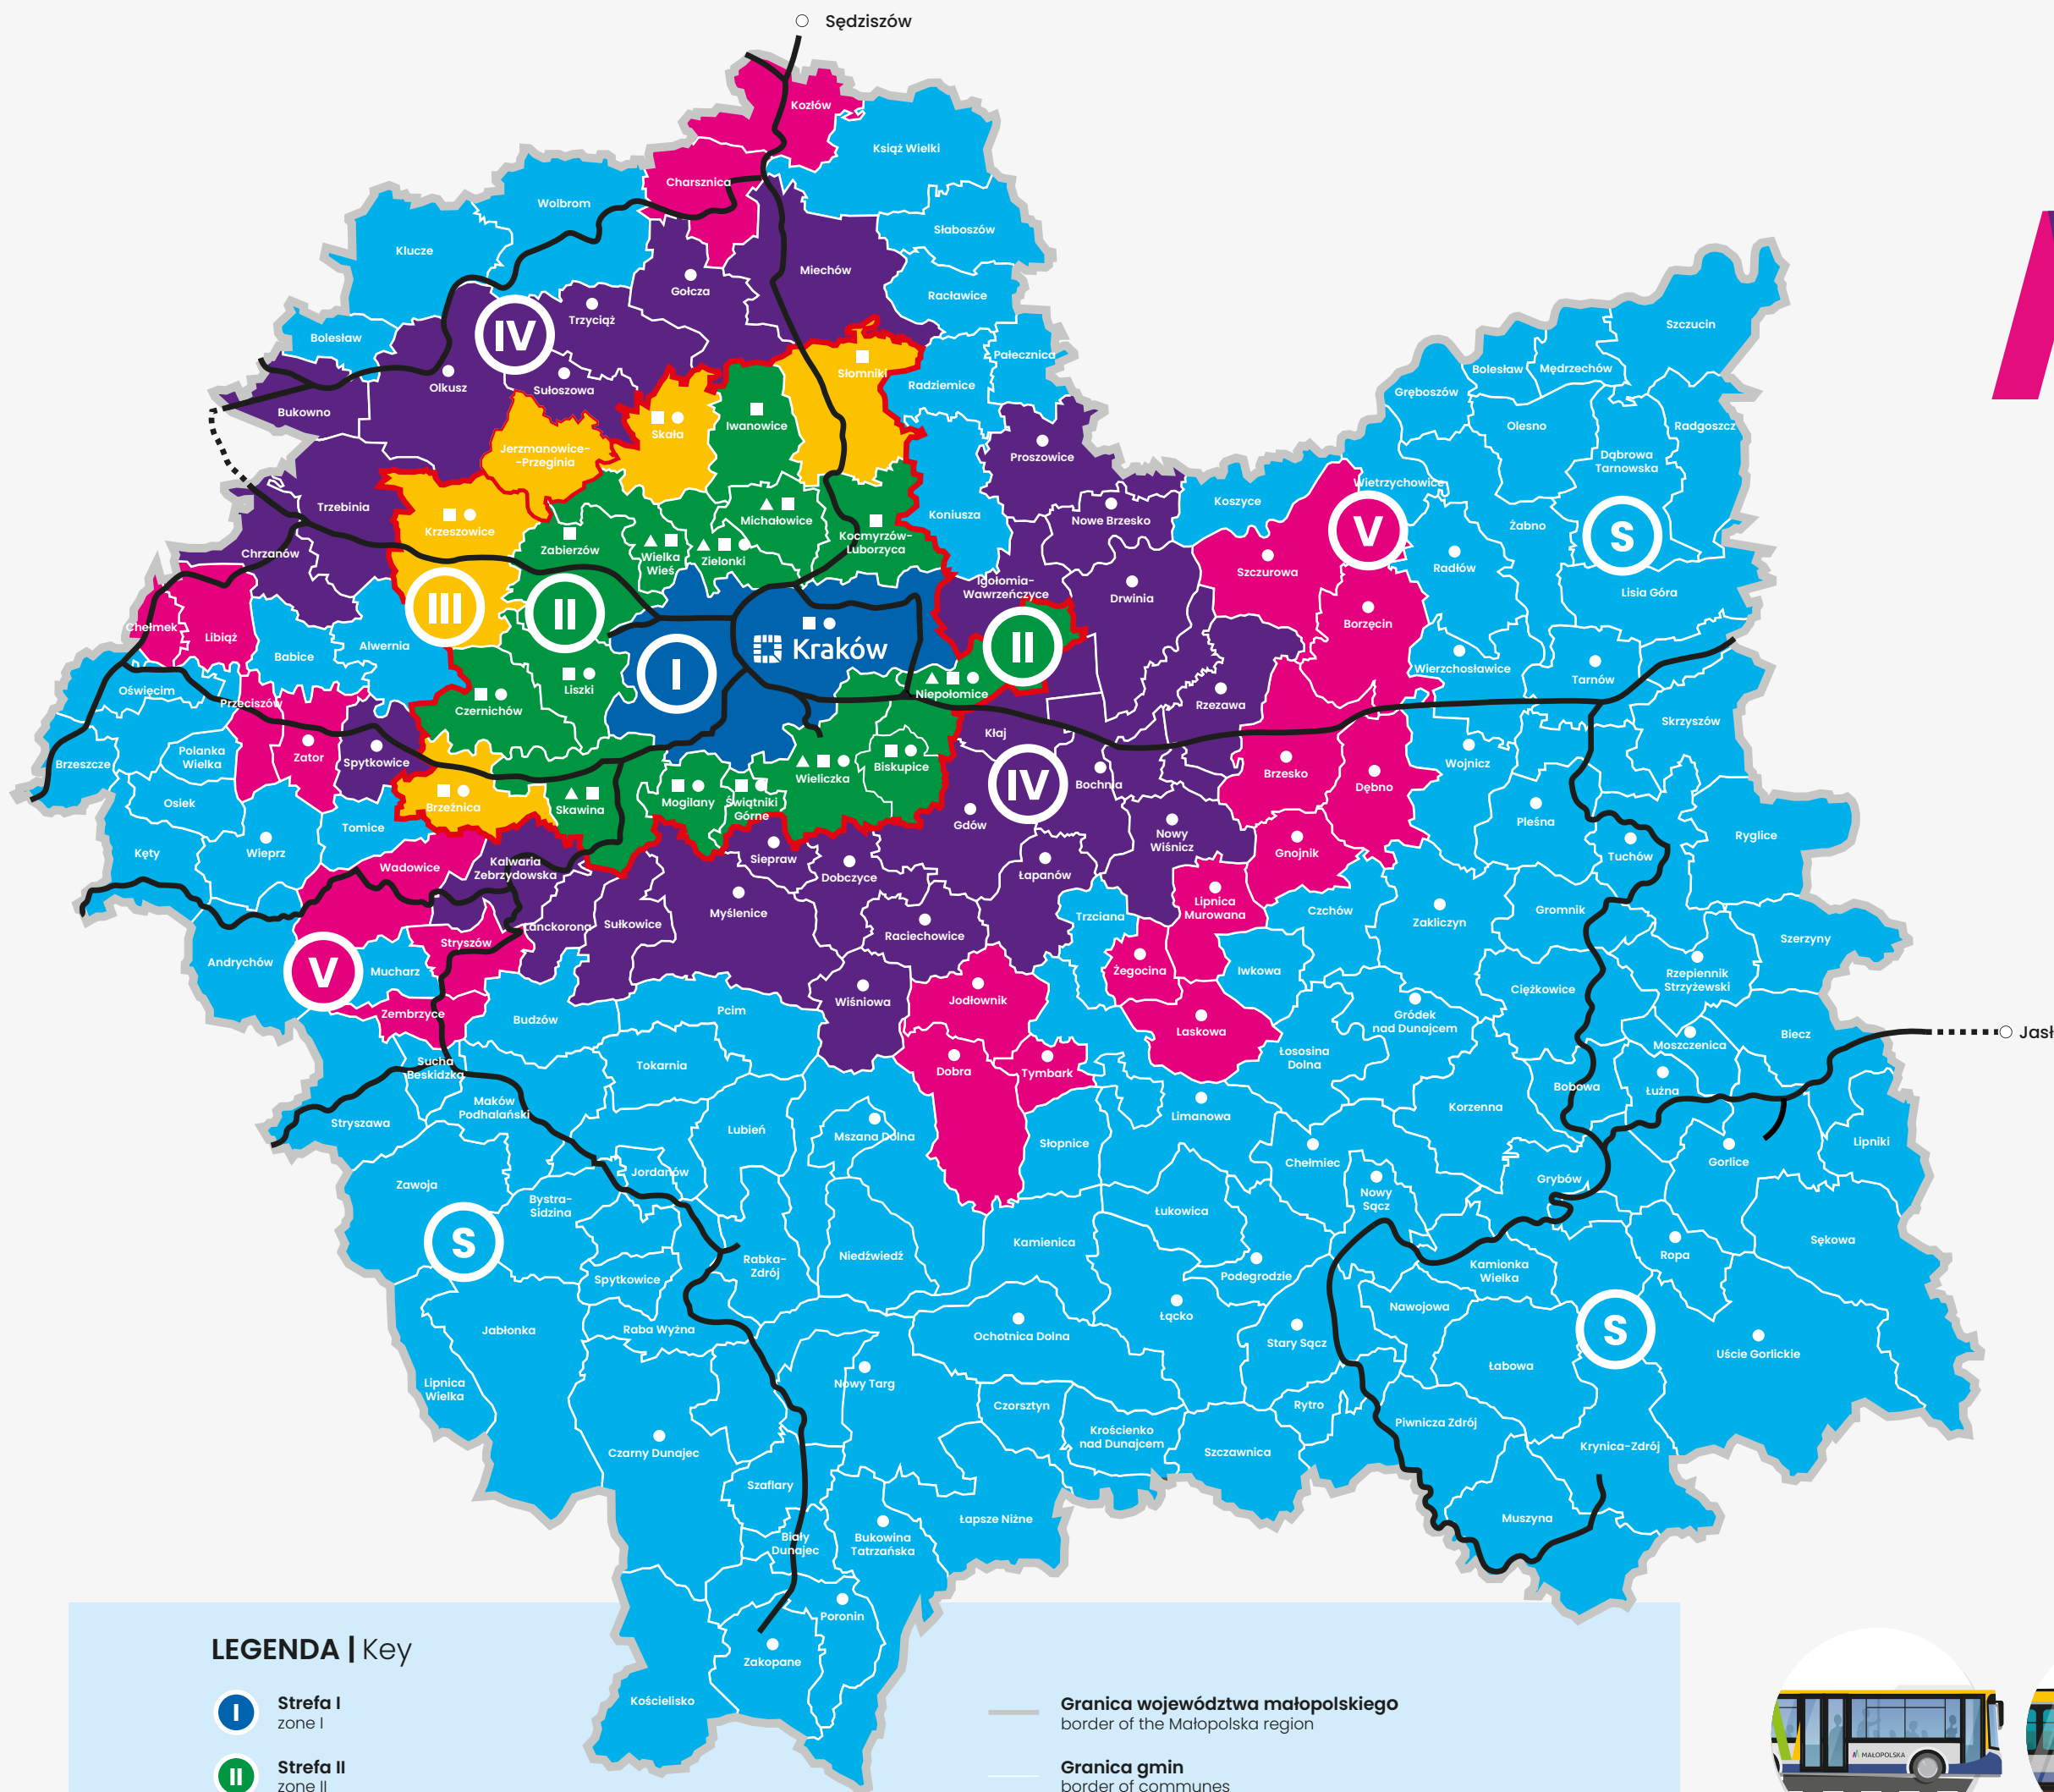 Sędziszów
Kozłów
Książ Wielki
Charsznica
Wolbrom
Słaboszów
Klucze
Miechów
Gołcza
Racławice
Trzyciąż
IV
Szczucin
Bolesław
Pałecznica
Słomniki
Mędrzechów
Bolesław
Olkusz
Sułoszowa
Radziemice
Gręboszów
Bukowno
Iwanowice
Skała
Olesno
Radgoszcz
Jerzmanowice-
-Przeginia
Proszowice
Dąbrowa
Tarnowska
Wietrzychowice
Koszyce
Trzebinia
Koniusza
Nowe Brzesko
Michałowice
Krzeszowice
V
S
Żabno
Kocmyrzów-
Luborzyca
Zabierzów
Wielka
Wieś
Zielonki
Chrzanów
Radłów
Szczurowa
Igołomia-
Wawrzeńczyce
Drwinia
Lisia Góra
III
II
Borzęcin
Chełmek
Libiąż
Kraków
II
Alwernia
Babice
I
Wierzchosławice
Tarnów
Oświęcim
Liszki
Niepołomice
Przeciszów
Czernichów
Rzezawa
Skrzyszów
Kłaj
Polanka
Wielka
Zator
Spytkowice
Brzeszcze
Biskupice
Wieliczka
Wojnicz
Brzesko
Bochnia
IV
Dębno
Osiek
Brzeźnica
Skawina
Mogilany
Świątniki
Górne
Gdów
Tomice
Pleśna
Ryglice
Nowy
Wiśnicz
Kęty
Wieprz
Siepraw
Gnojnik
Tuchów
Wadowice
Kalwaria
Zebrzydowska
Dobczyce
Łapanów
Myślenice
Lipnica
Murowana
Trzciana
Czchów
Gromnik
Zakliczyn
Lanckorona
Sułkowice
Raciechowice
Stryszów
Szerzyny
Andrychów
V
Mucharz
Żegocina
Iwkowa
Rzepiennik
Strzyżewski
Ciężkowice
Wiśniowa
Jodłownik
Zembrzyce
Budzów
Pcim
Gródek
nad Dunajcem
Laskowa
Biecz
Jasł
Moszczenica
Łososina
Dolna
Sucha
Beskidzka
Tokarnia
Dobra
Tymbark
Bobowa
Łużna
Maków
Podhalański
Korzenna
Limanowa
Stryszawa
Lubień
Mszana Dolna
Słopnice
Lipniki
Chełmiec
Gorlice
Jordanów
Zawoja
Grybów
Bystra-
Sidzina
Nowy
Sącz
Łukowica
S
Kamienica
Sękowa
Niedźwiedź
Ropa
Rabka-
Zdrój
Kamionka
Wielka
Podegrodzie
Spytkowice
Nawojowa
Łącko
Jabłonka
Raba Wyżna
Ochotnica Dolna
Stary Sącz
S
Uście Gorlickie
Łabowa
Lipnica
Wielka
Nowy Targ
Czorsztyn
Rytro
Piwnicza Zdrój
Krościenko
nad Dunajcem
Czarny Dunajec
Szczawnica
Krynica-Zdrój
Szaflary
Łapsze Niżne
Muszyna
Biały
Dunajec
Bukowina
Tatrzańska
Poronin
Zakopane
Kościelisko
LEGENDA | Key
I
Strefa I
zone I
II
Strefa II
zone II
Granica województwa małopolskiego
border of the Małopolska region
Granica gmin
border of communes
MAŁOPOLSKA